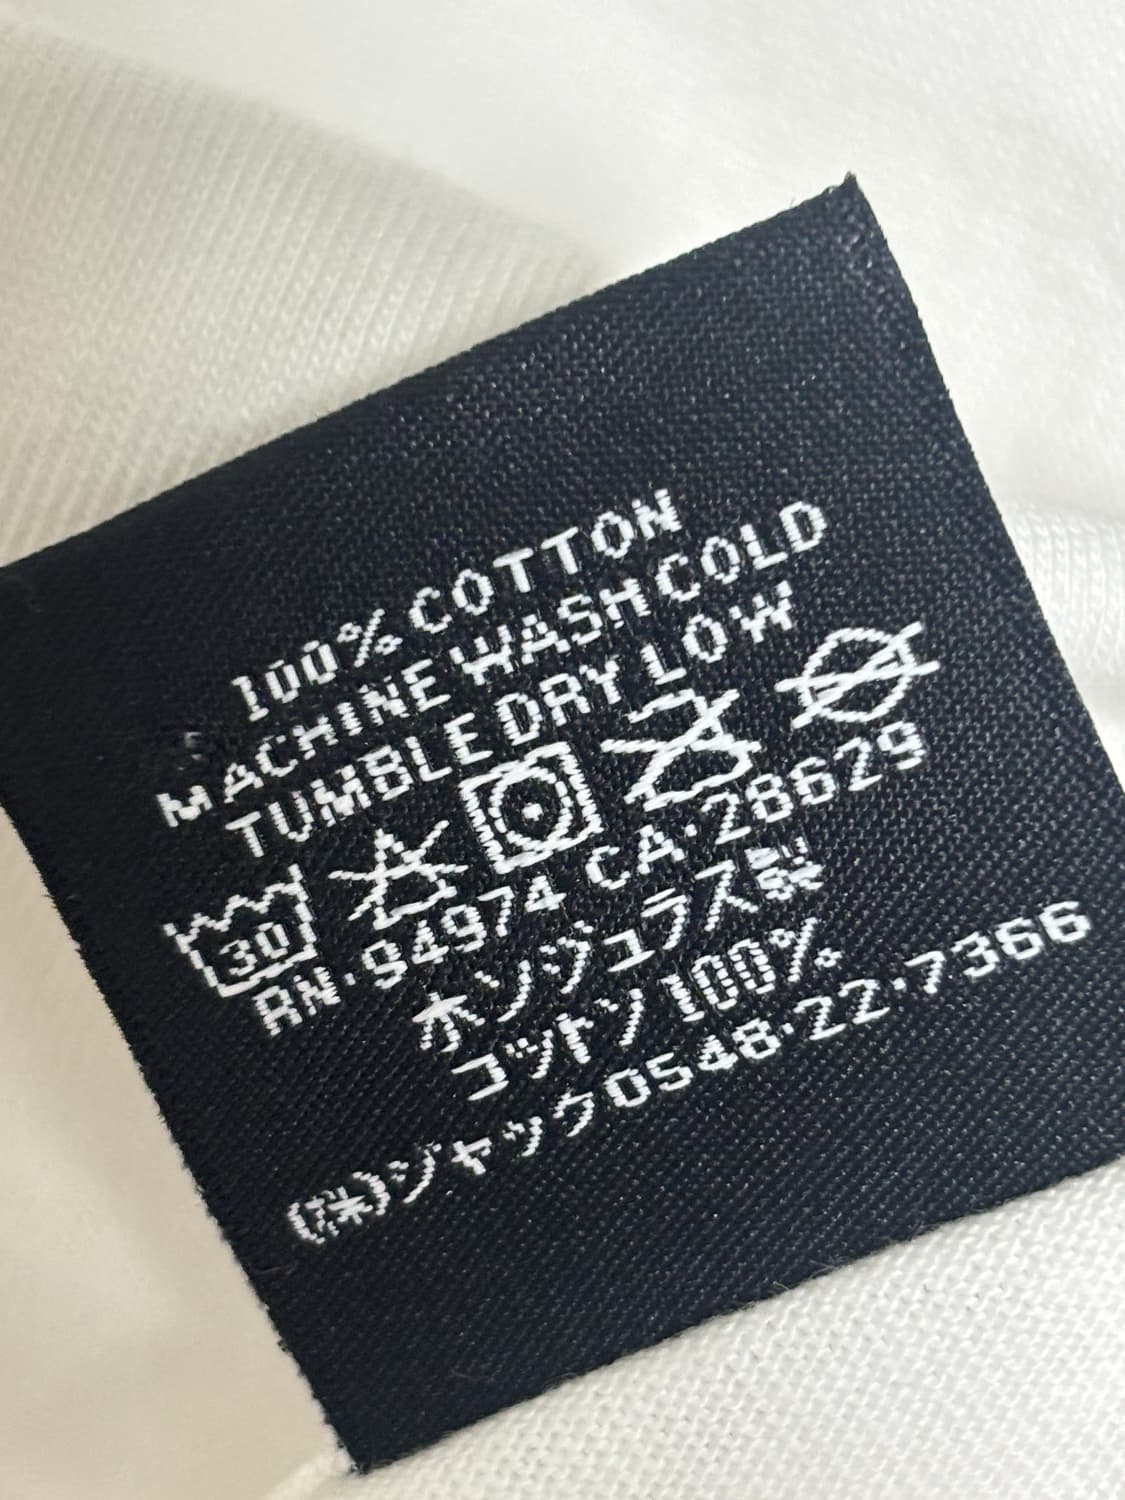 100% COTTON
MACHINE WASH COLD
TUMBLE DRY LOW
30
RN·94974 CA·28629
ホンジュラス製
コットン100%
(株)ジャック0548·22·7366